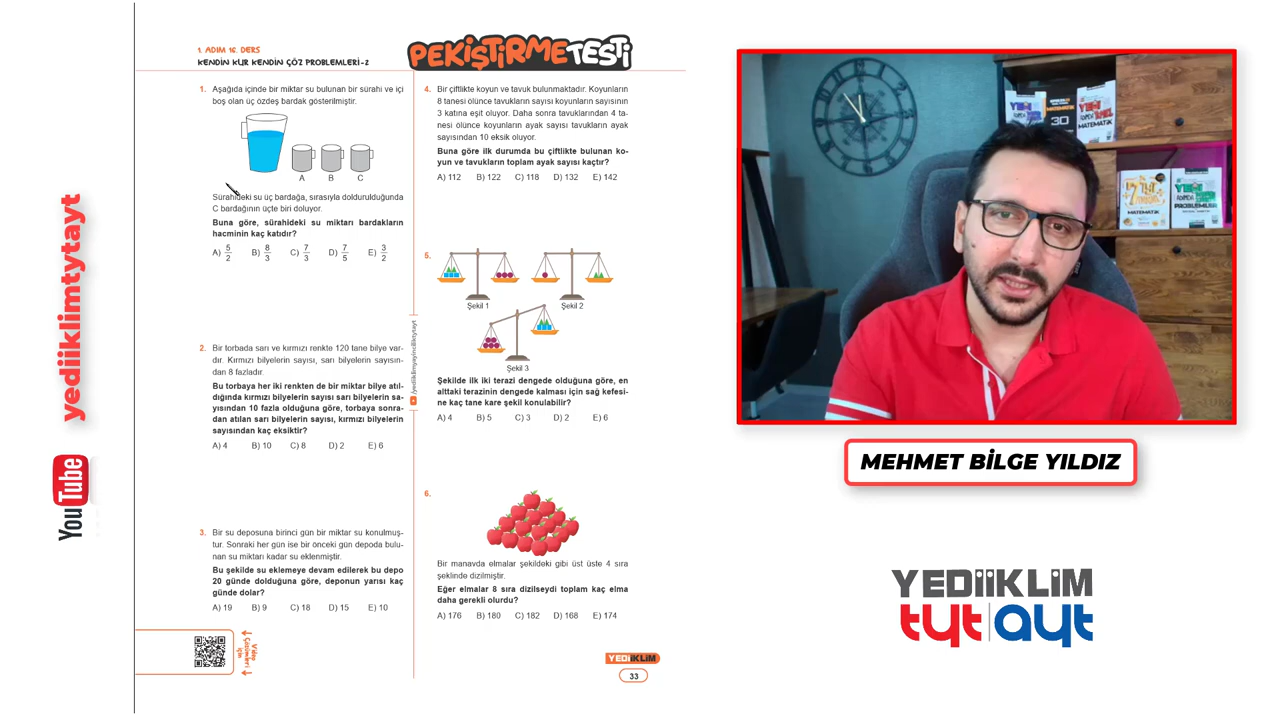 1. ADIM 16. DERS
KENDİN KUR KENDİN ÇÖZ PROBLEMLERİ-2
PEKİŞTİRME TESTİ
1. Aşağıda içinde bir miktar su bulunan bir sürahi ve içi
boş olan üç özdeş bardak gösterilmiştir.
A B C
Sürahideki su üç bardağa, sırasıyla doldurulduğunda
C bardağının üçte biri doluyor.
Buna göre, sürahideki su miktarı bardakların
hacminin kaç katıdır?
A) 5/2 B) 8/3 C) 7/3 D) 7/5 E) 3/2
2. Bir torbada sarı ve kırmızı renkte 120 tane bilye var-
dır. Kırmızı bilyelerin sayısı, sarı bilyelerin sayısın-
dan 8 fazladır.
Bu torbaya her iki renkten de bir miktar bilye atıl-
dığında kırmızı bilyelerin sayısı sarı bilyelerin sa-
yısından 10 fazla olduğuna göre, torbaya sonra-
dan atılan sarı bilyelerin sayısı, kırmızı bilyelerin
sayısından kaç eksiktir?
A) 4 B) 10 C) 8 D) 2 E) 6
3. Bir su deposuna birinci gün bir miktar su konulmuş-
tur. Sonraki her gün ise bir önceki gün depoda bulu-
nan su miktarı kadar su eklenmiştir.
Bu şekilde su eklemeye devam edilerek bu depo
20 günde dolduğuna göre, deponun yarısı kaç
günde dolar?
A) 19 B) 9 C) 18 D) 15 E) 10
Video
Çözümleri
için
/yediiklimyayinciliktytayt
4. Bir çiftlikte koyun ve tavuk bulunmaktadır. Koyunların
8 tanesi ölünce tavukların sayısı koyunların sayısının
3 katına eşit oluyor. Daha sonra tavuklarından 4 ta-
nesi ölünce koyunların ayak sayısı tavukların ayak
sayısından 10 eksik oluyor.
Buna göre ilk durumda bu çiftlikte bulunan ko-
yun ve tavukların toplam ayak sayısı kaçtır?
A) 112 B) 122 C) 118 D) 132 E) 142
5.
Şekil 1 Şekil 2
Şekil 3
Şekilde ilk iki terazi dengede olduğuna göre, en
alttaki terazinin dengede kalması için sağ kefesi-
ne kaç tane kare şekil konulabilir?
A) 4 B) 5 C) 3 D) 2 E) 6
6.
Bir manavda elmalar şekildeki gibi üst üste 4 sıra
şeklinde dizilmiştir.
Eğer elmalar 8 sıra dizilseydi toplam kaç elma
daha gerekli olurdu?
A) 176 B) 180 C) 182 D) 168 E) 174
YEDİİKLİM
33
YouTube
yediiklimtytayt
MATEMATİK
30
MATEMATİK
MATEMATİK
PROBLEMLER
MEHMET BİLGE YILDIZ
YEDİİKLİM
tyt ayt